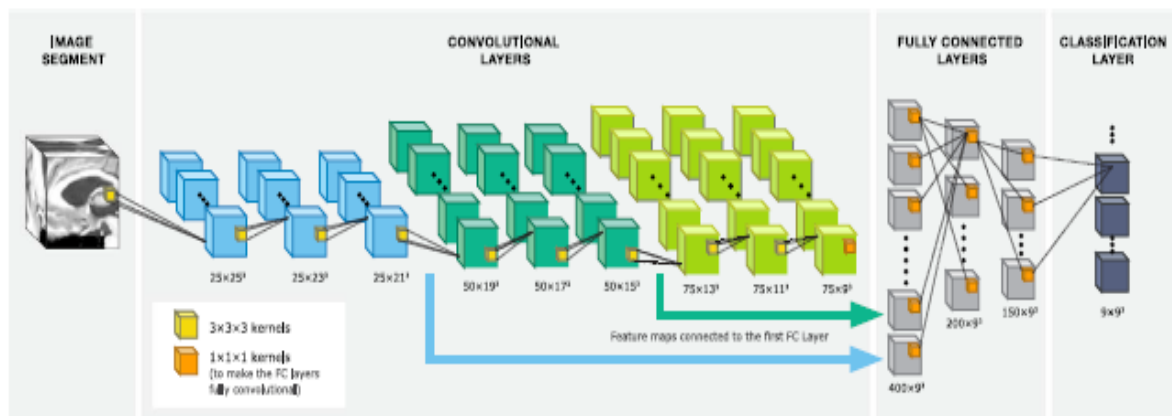 IMAGE
SEGMENT
CONVOLUTIONAL
LAYERS
FULLY CONNECTED
LAYERS
CLASSIFICATION
LAYER
25×25³
25×23³
25×21³
50×19³
50×17³
50×15³
75×13³
75×11³
75×9³
400×9³
200×9³
150×9³
9×9³
3×3×3 kernels
1×1×1 kernels
(to make the FC layers
fully convolutional)
Feature maps connected to the first FC Layer